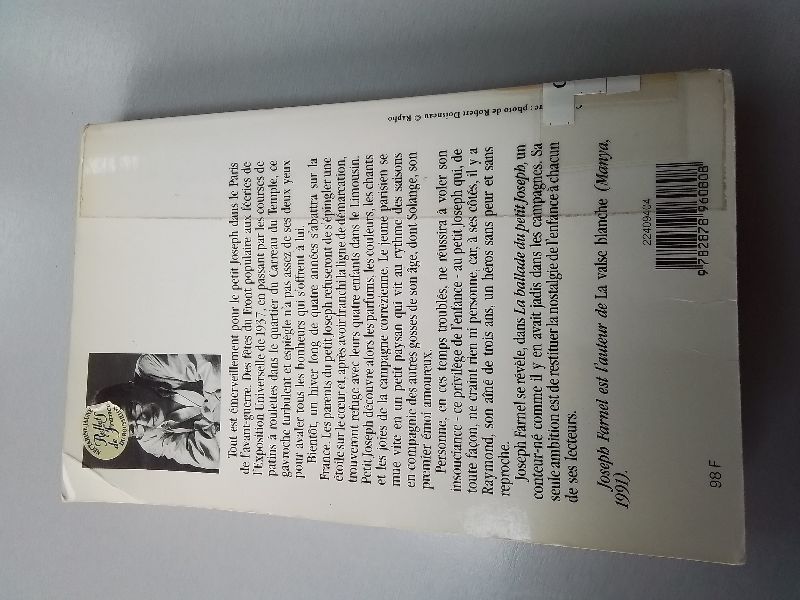 Reflet
de France
Tout est émerveillement pour le petit Joseph dans le Paris
de l'avant-guerre. Des fêtes du Front populaire aux féeries de
l'Exposition Universelle de 1937, en passant par les courses de
patins à roulettes dans le quartier du Carreau du Temple, ce
gavroche turbulent et espiègle n'a pas assez de ses deux yeux
pour avaler tous les bonheurs qui s'offrent à lui.
Bientôt, un hiver long de quatre années s'abattra sur la
France. Les parents du petit Joseph refuseront de s'épingler une
étoile sur le cœur et, après avoir franchi la ligne de démarcation,
trouveront refuge avec leurs quatre enfants dans le Limousin.
Petit Joseph découvre alors les parfums, les couleurs, les chants
et les joies de la campagne corrézienne. Le jeune parisien se
mue vite en un petit paysan qui vit au rythme des saisons
en compagnie des autres gosses de son âge, dont Solange, son
premier émoi amoureux.
Personne, en ces temps troublés, ne réussira à voler son
insouciance - ce privilège de l'enfance - au petit Joseph qui, de
toute façon, ne craint rien ni personne, car, à ses côtés, il y a
Raymond, son aîné de trois ans, un héros sans peur et sans
reproche.
Joseph Farnel se révèle, dans La ballade du petit Joseph, un
conteur-né comme il y en avait jadis dans les campagnes. Sa
seule ambition est de restituer la nostalgie de l'enfance à chacun
de ses lecteurs.
Joseph Farnel est l'auteur de La valse blanche (Manya,
1991).
98 F
22409404
9782878960808
re : photo de Robert Doisneau © Rapho